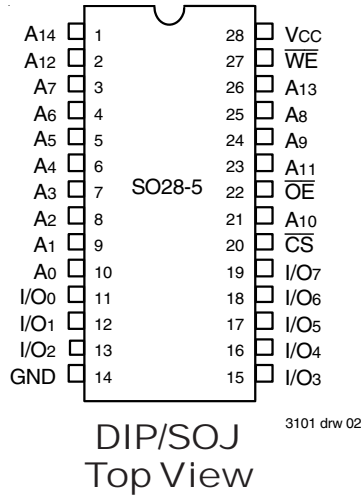 A14 1 28 VCC
A12 2 27 WE
A7 3 26 A13
A6 4 25 A8
A5 5 24 A9
A4 6 23 A11
A3 7 SO28-5 22 OE
A2 8 21 A10
A1 9 20 CS
A0 10 19 I/O7
I/O0 11 18 I/O6
I/O1 12 17 I/O5
I/O2 13 16 I/O4
GND 14 15 I/O3
3101 drw 02
DIP/SOJ
Top View